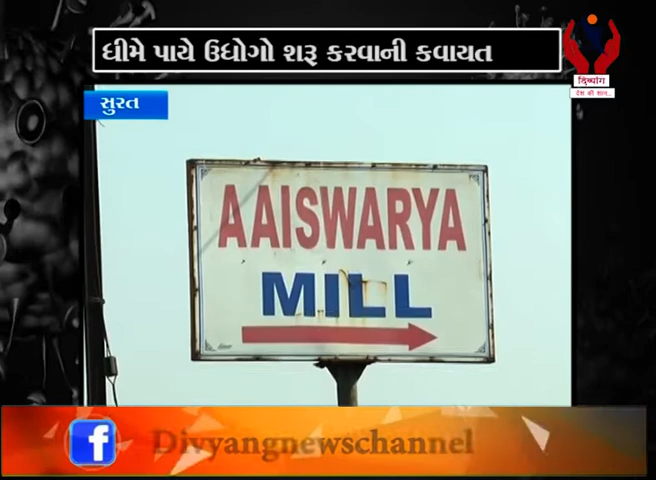 ધીમે પાયે ઉદ્યોગો શરૂ કરવાની કવાયત
दिव्यांग
देश की शान..
સુરત
AAISWARYA
MILL
f Divyangnewschannel